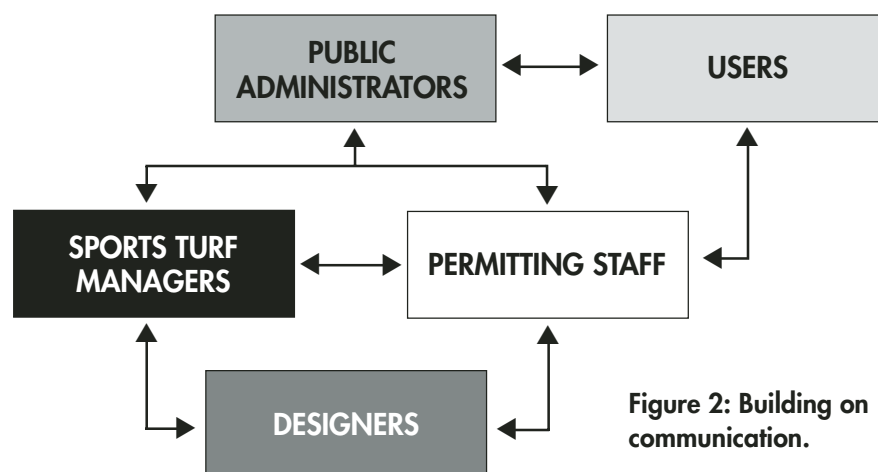 PUBLIC
ADMINISTRATORS
USERS
SPORTS TURF
MANAGERS
PERMITTING STAFF
DESIGNERS
Figure 2: Building on
communication.